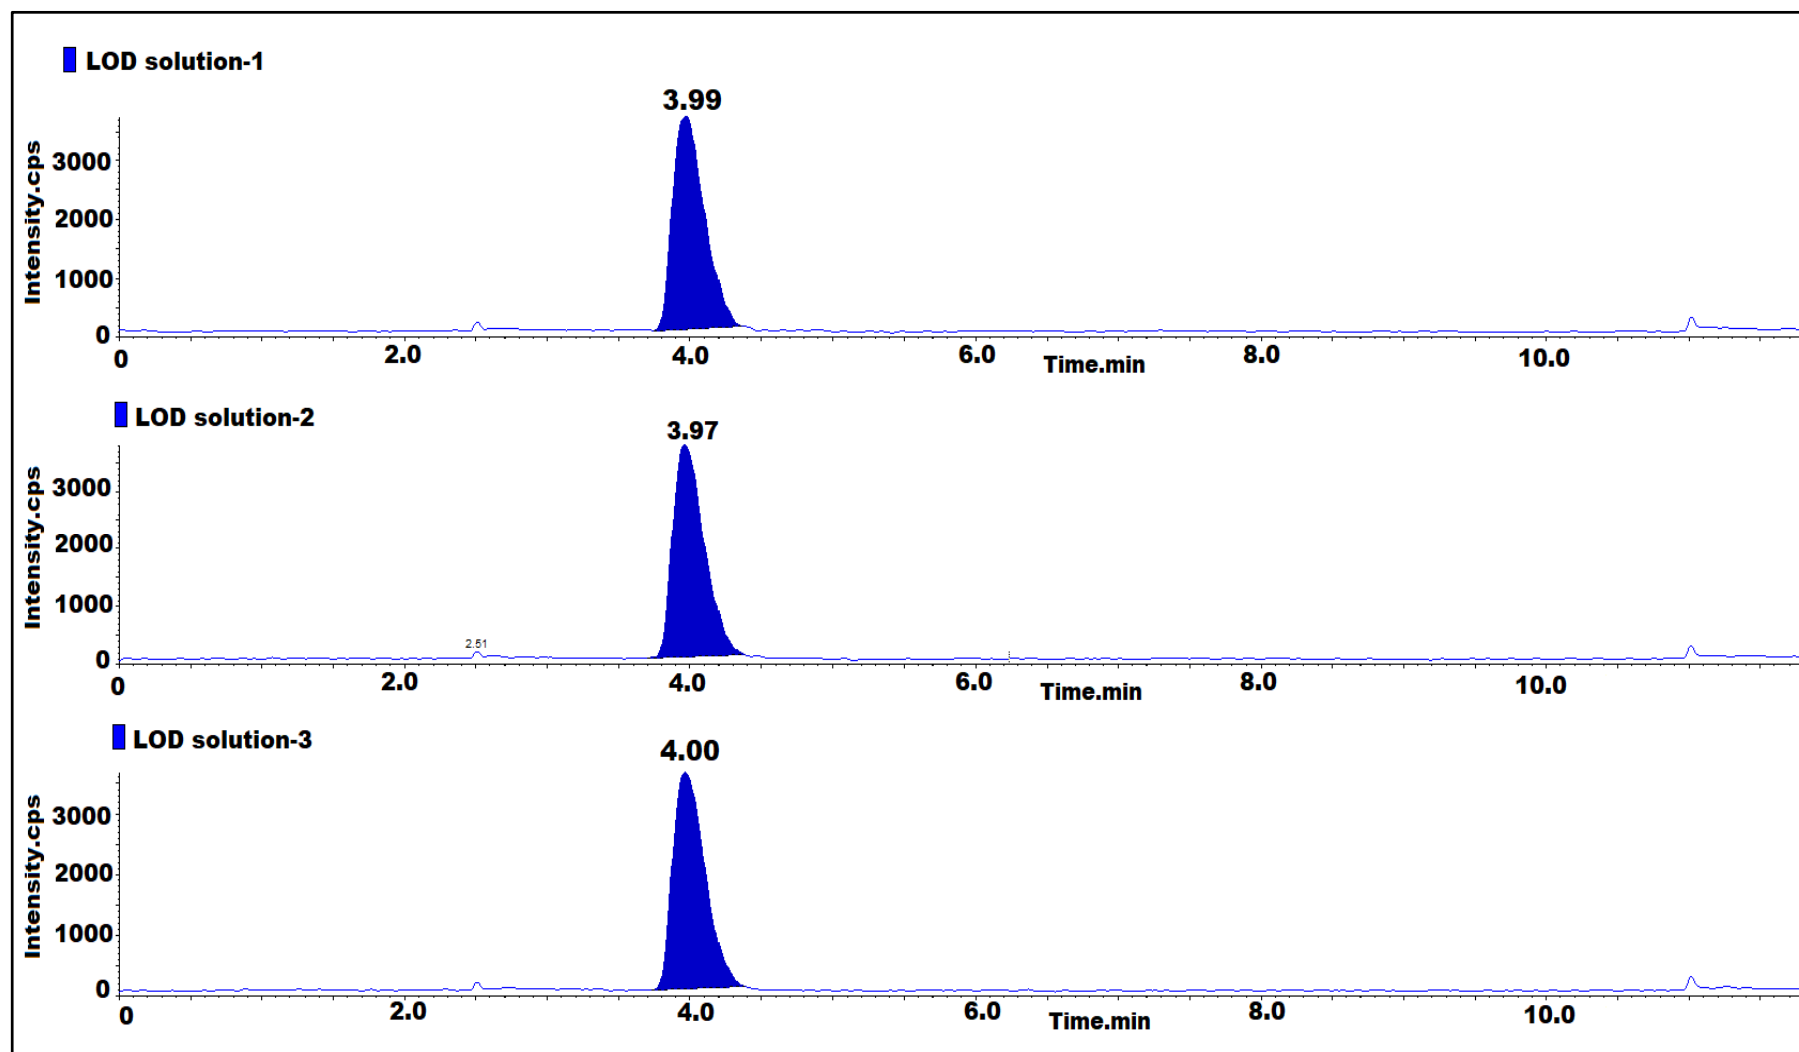 LOD solution-1
3.99
Intensity.cps
3000
2000
1000
0
0 2.0 4.0 6.0 8.0 10.0
Time.min
LOD solution-2
3.97
Intensity.cps
3000
2000
1000
2.51
0
0 2.0 4.0 6.0 8.0 10.0
Time.min
LOD solution-3
4.00
Intensity.cps
3000
2000
1000
0
0 2.0 4.0 6.0 8.0 10.0
Time.min